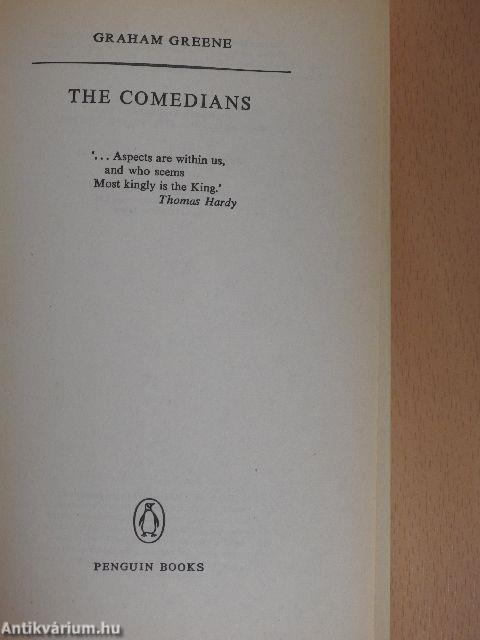 GRAHAM GREENE
THE COMEDIANS
'... Aspects are within us,
and who seems
Most kingly is the King.'
Thomas Hardy
PENGUIN BOOKS
Antikvárium.hu